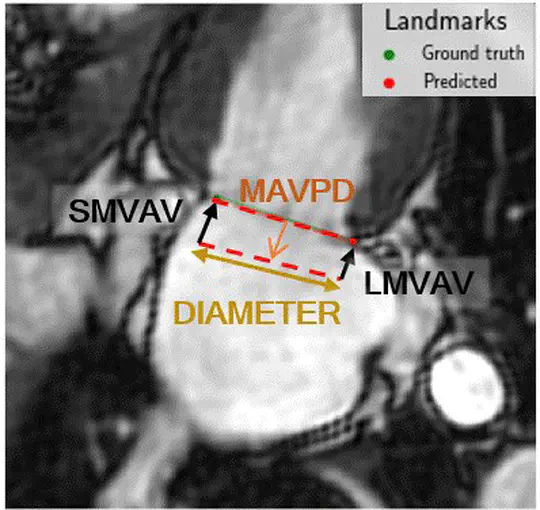 Landmarks
Ground truth
Predicted
MAVPD
SMVAV
LMVAV
DIAMETER